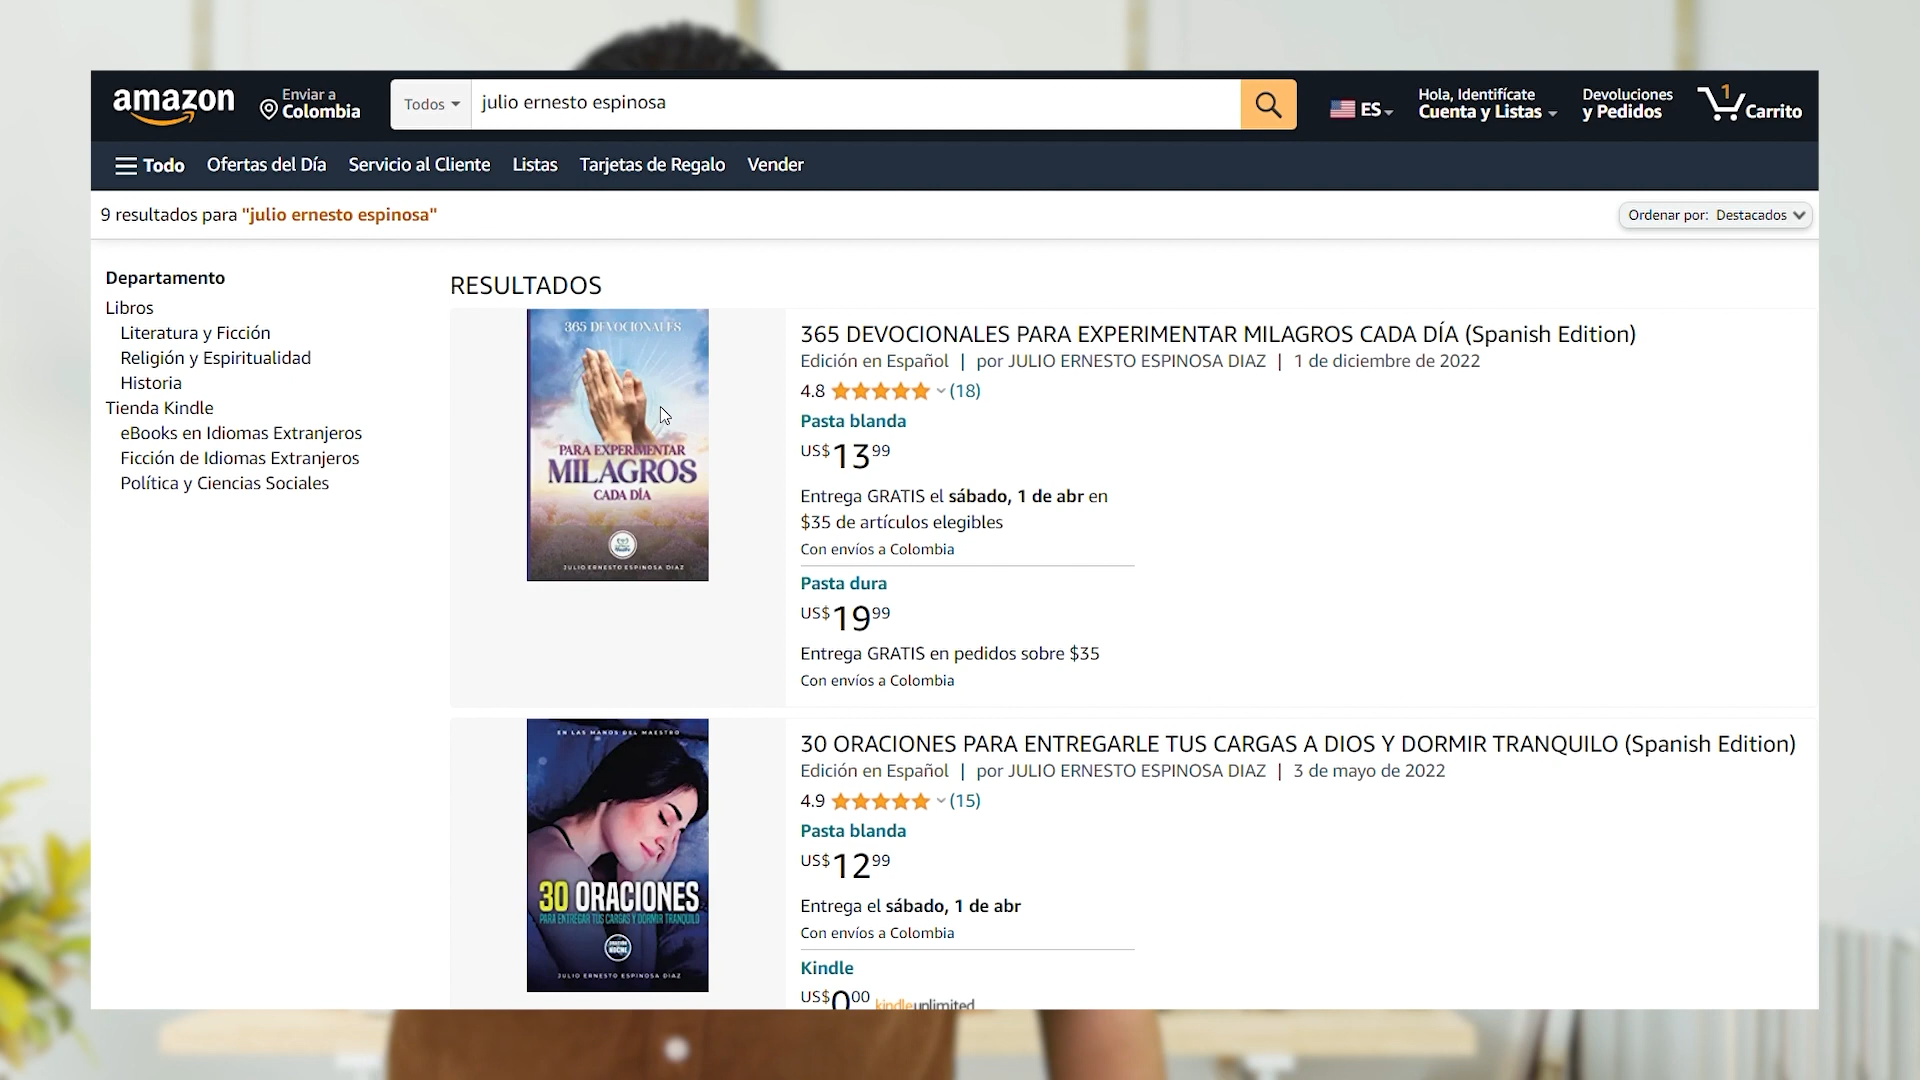 amazon
Enviar a
Colombia
Todos
julio ernesto espinosa
ES
Hola, Identifícate
Cuenta y Listas
Devoluciones
y Pedidos
1
Carrito
Todo
Ofertas del Día
Servicio al Cliente
Listas
Tarjetas de Regalo
Vender
9 resultados para "julio ernesto espinosa"
Ordenar por: Destacados
Departamento
Libros
Literatura y Ficción
Religión y Espiritualidad
Historia
Tienda Kindle
eBooks en Idiomas Extranjeros
Ficción de Idiomas Extranjeros
Política y Ciencias Sociales
RESULTADOS
365 DEVOCIONALES
PARA EXPERIMENTAR
MILAGROS
CADA DÍA
JULIO ERNESTO ESPINOSA DIAZ
365 DEVOCIONALES PARA EXPERIMENTAR MILAGROS CADA DÍA (Spanish Edition)
Edición en Español | por JULIO ERNESTO ESPINOSA DIAZ | 1 de diciembre de 2022
4.8 (18)
Pasta blanda
US$1399
Entrega GRATIS el sábado, 1 de abr en
$35 de artículos elegibles
Con envíos a Colombia
Pasta dura
US$1999
Entrega GRATIS en pedidos sobre $35
Con envíos a Colombia
EN LAS MANOS DEL MAESTRO
30 ORACIONES
PARA ENTREGAR TUS CARGAS Y DORMIR TRANQUILO
JULIO ERNESTO ESPINOSA DIAZ
30 ORACIONES PARA ENTREGARLE TUS CARGAS A DIOS Y DORMIR TRANQUILO (Spanish Edition)
Edición en Español | por JULIO ERNESTO ESPINOSA DIAZ | 3 de mayo de 2022
4.9 (15)
Pasta blanda
US$1299
Entrega el sábado, 1 de abr
Con envíos a Colombia
Kindle
US$000 kindleunlimited